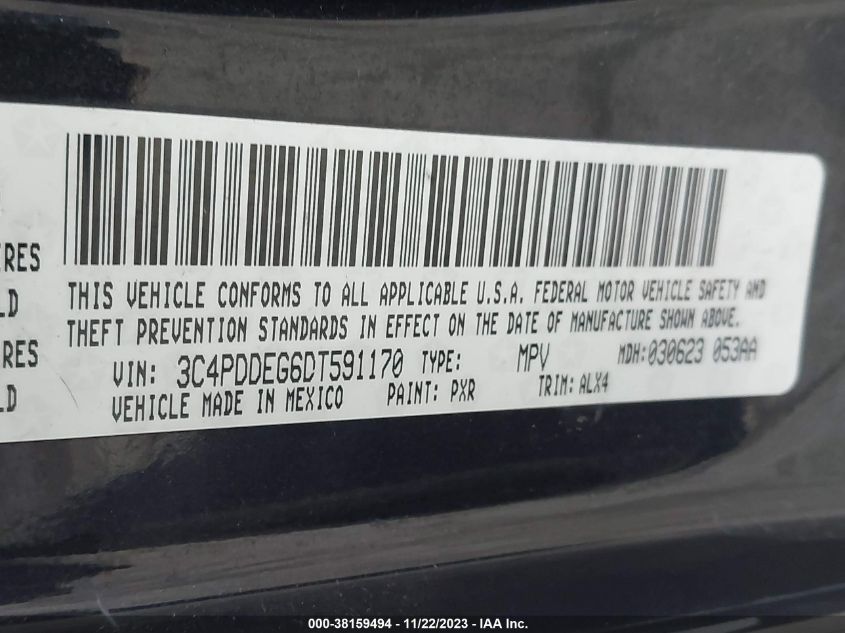 RES
LD
RES
LD
THIS VEHICLE CONFORMS TO ALL APPLICABLE U.S.A. FEDERAL MOTOR VEHICLE SAFETY AND
THEFT PREVENTION STANDARDS IN EFFECT ON THE DATE OF MANUFACTURE SHOWN ABOVE.
VIN: 3C4PDDEG6DT591170 TYPE: MPV MDH:030623 053AA
VEHICLE MADE IN MEXICO PAINT: PXR TRIM: ALX4
000-38159494 - 11/22/2023 - IAA Inc.